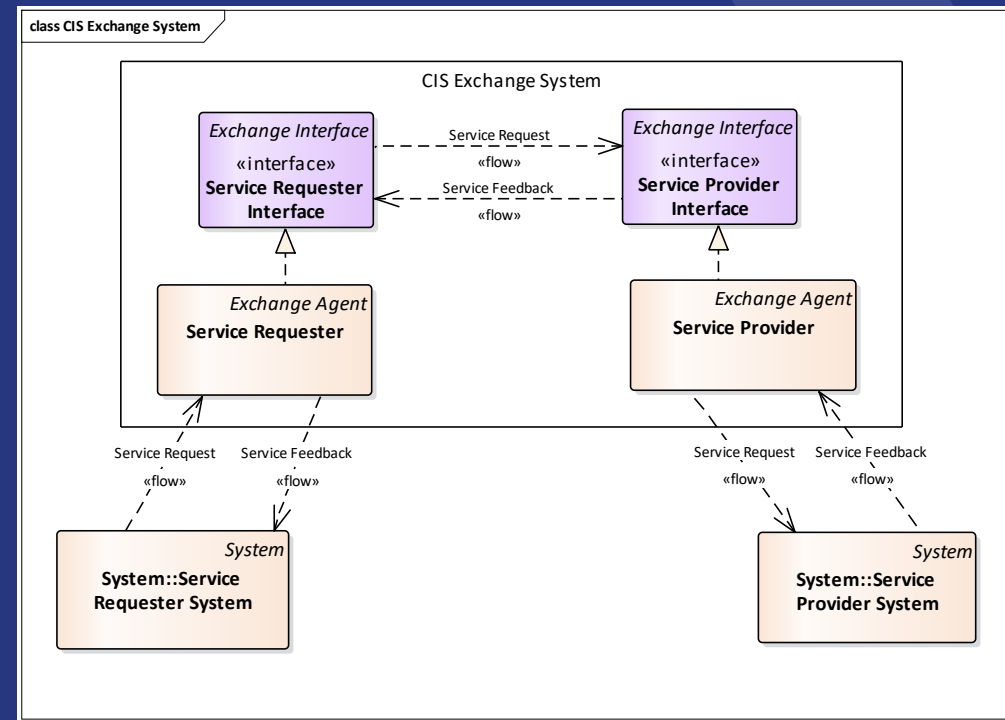 class CIS Exchange System
CIS Exchange System
Exchange Interface
«interface»
Service Requester
Interface
Service Request
«flow»
Service Feedback
«flow»
Exchange Interface
«interface»
Service Provider
Interface
Exchange Agent
Service Requester
Exchange Agent
Service Provider
Service Request
«flow»
Service Feedback
«flow»
Service Request
«flow»
Service Feedback
«flow»
System
System::Service
Requester System
System
System::Service
Provider System